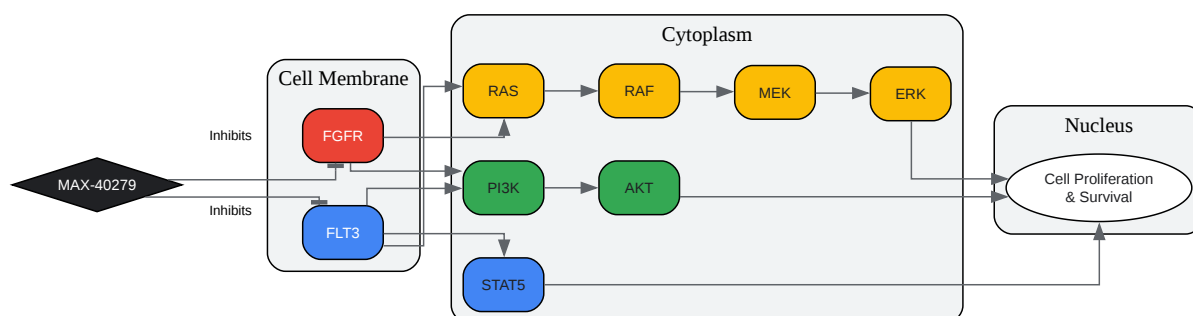 Cytoplasm
Cell Membrane
RAS
RAF
MEK
ERK
Nucleus
Inhibits
FGFR
MAX-40279
PI3K
AKT
Cell Proliferation
& Survival
Inhibits
FLT3
STAT5